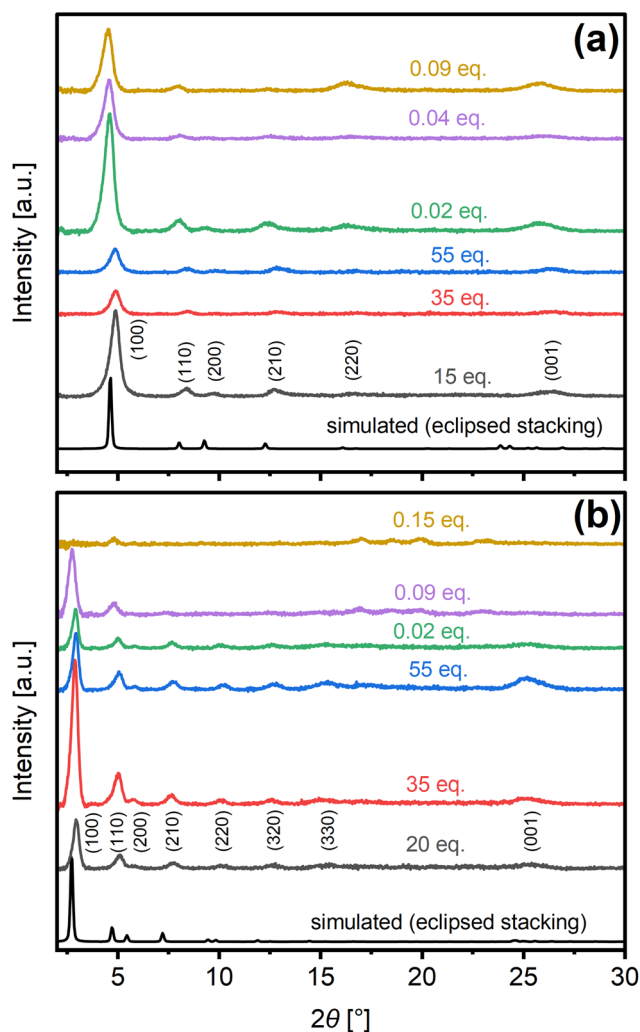 (a)
0.09 eq.
0.04 eq.
0.02 eq.
55 eq.
35 eq.
(100)
(110)
(200)
(210)
(220)
(001)
15 eq.
simulated (eclipsed stacking)
Intensity [a.u.]
(b)
0.15 eq.
0.09 eq.
0.02 eq.
55 eq.
35 eq.
(100)
(110)
(200)
(210)
(220)
(320)
(330)
(001)
20 eq.
simulated (eclipsed stacking)
Intensity [a.u.]
5 10 15 20 25 30
2θ [°]